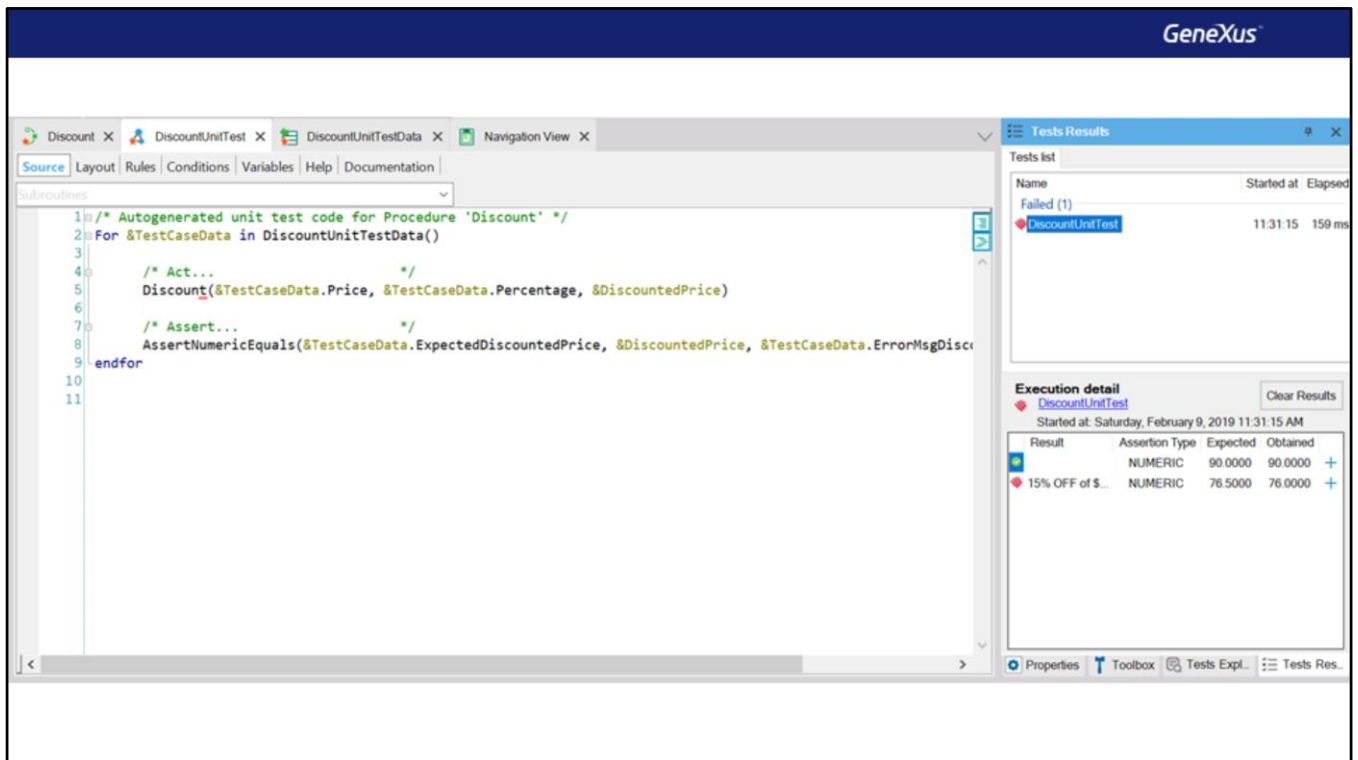 GeneXus
Discount X DiscountUnitTest X DiscountUnitTestData X Navigation View X
Source Layout Rules Conditions Variables Help Documentation
Subroutines
1 /* Autogenerated unit test code for Procedure 'Discount' */
2 For &TestCaseData in DiscountUnitTestData()
3
4 /* Act... */
5 Discount(&TestCaseData.Price, &TestCaseData.Percentage, &DiscountedPrice)
6
7 /* Assert... */
8 AssertNumericEquals(&TestCaseData.ExpectedDiscountedPrice, &DiscountedPrice, &TestCaseData.ErrorMsgDisc
9 endfor
10
11
Tests Results
Tests list
Name Started at Elapsed
Failed (1)
DiscountUnitTest 11:31:15 159 ms
Execution detail
DiscountUnitTest
Clear Results
Started at: Saturday, February 9, 2019 11:31:15 AM
Result Assertion Type Expected Obtained
NUMERIC 90.0000 90.0000 +
15% OFF of $... NUMERIC 76.5000 76.0000 +
Properties Toolbox Tests Expl... Tests Res...